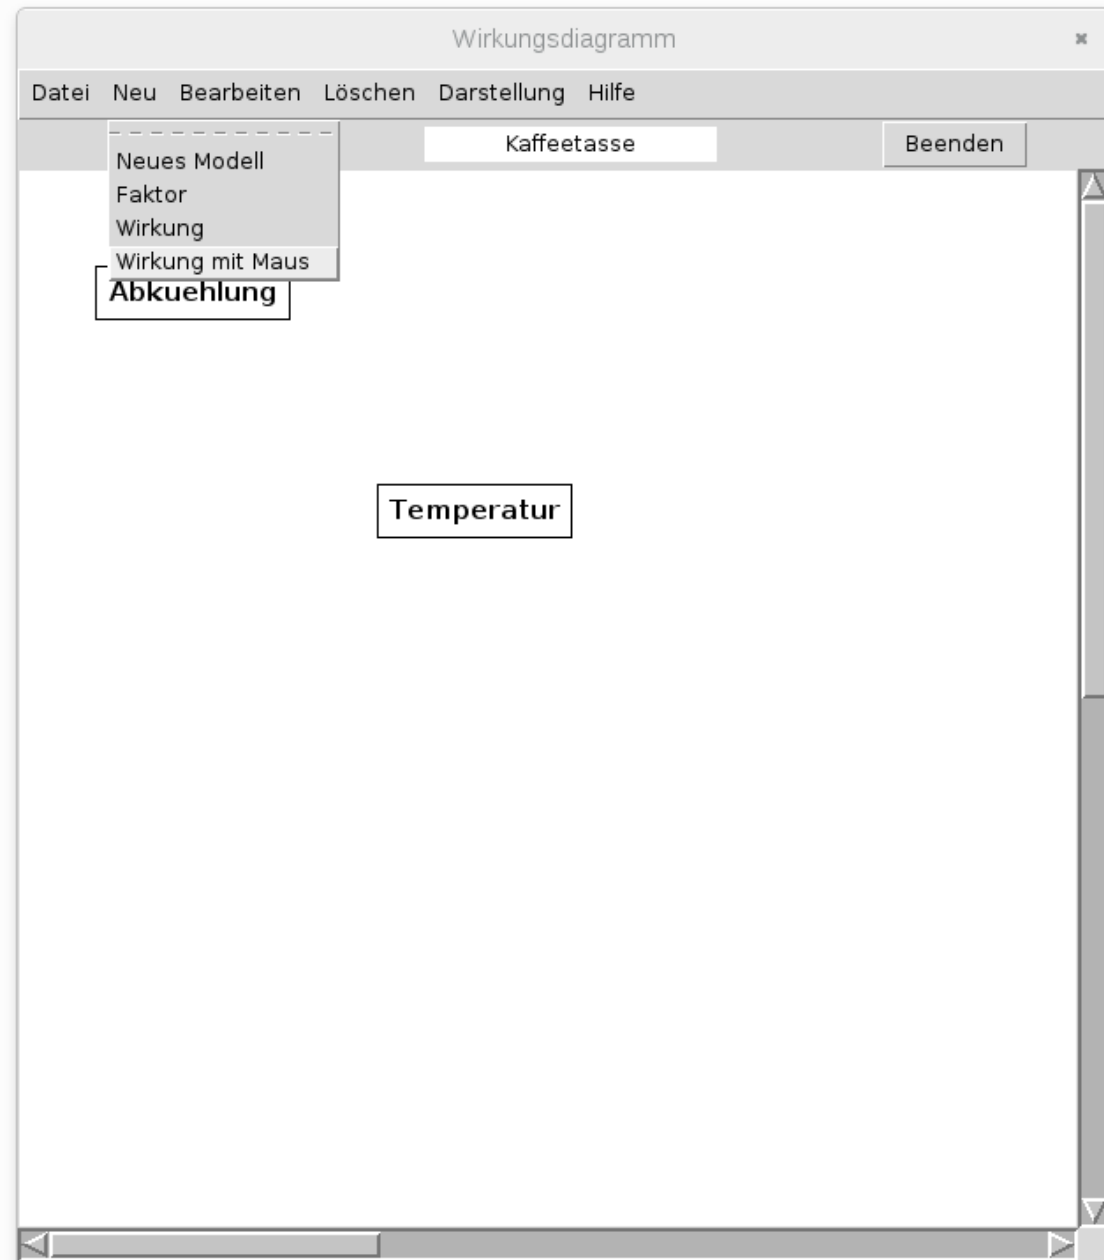 Wirkungsdiagramm
Datei Neu Bearbeiten Löschen Darstellung Hilfe
Kaffeetasse Beenden
Neues Modell
Faktor
Wirkung
Wirkung mit Maus
Abkuehlung
Temperatur